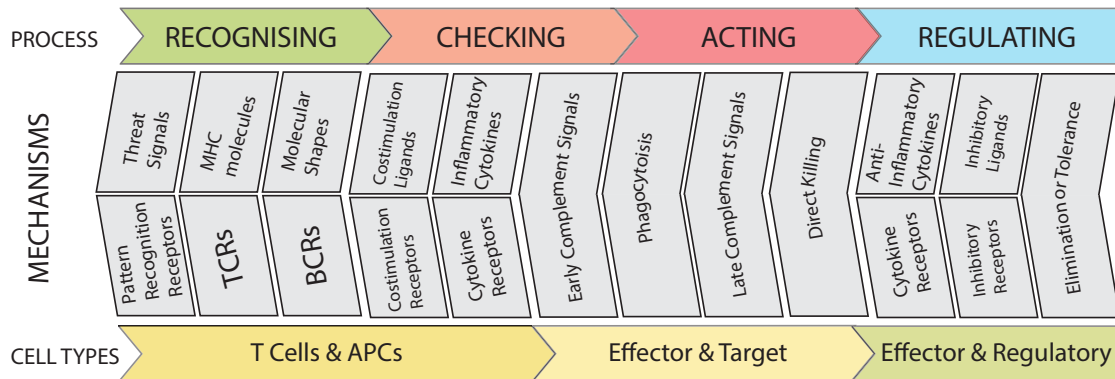 PROCESS
RECOGNISING
CHECKING
ACTING
REGULATING
MECHANISMS
Threat
Signals
MHC
molecules
Molecular
Shapes
Costimulation
Ligands
Inflammatory
Cytokines
Early Complement Signals
Phagocytoisis
Late Complement Signals
Direct Killing
Anti-
Inflammatory
Cytokines
Inhibitory
Ligands
Elimination or Tolerance
Pattern
Recognition
Receptors
TCRs
BCRs
Costimulation
Receptors
Cytokine
Receptors
Cytokine
Receptors
Inhibitory
Receptors
CELL TYPES
T Cells & APCs
Effector & Target
Effector & Regulatory